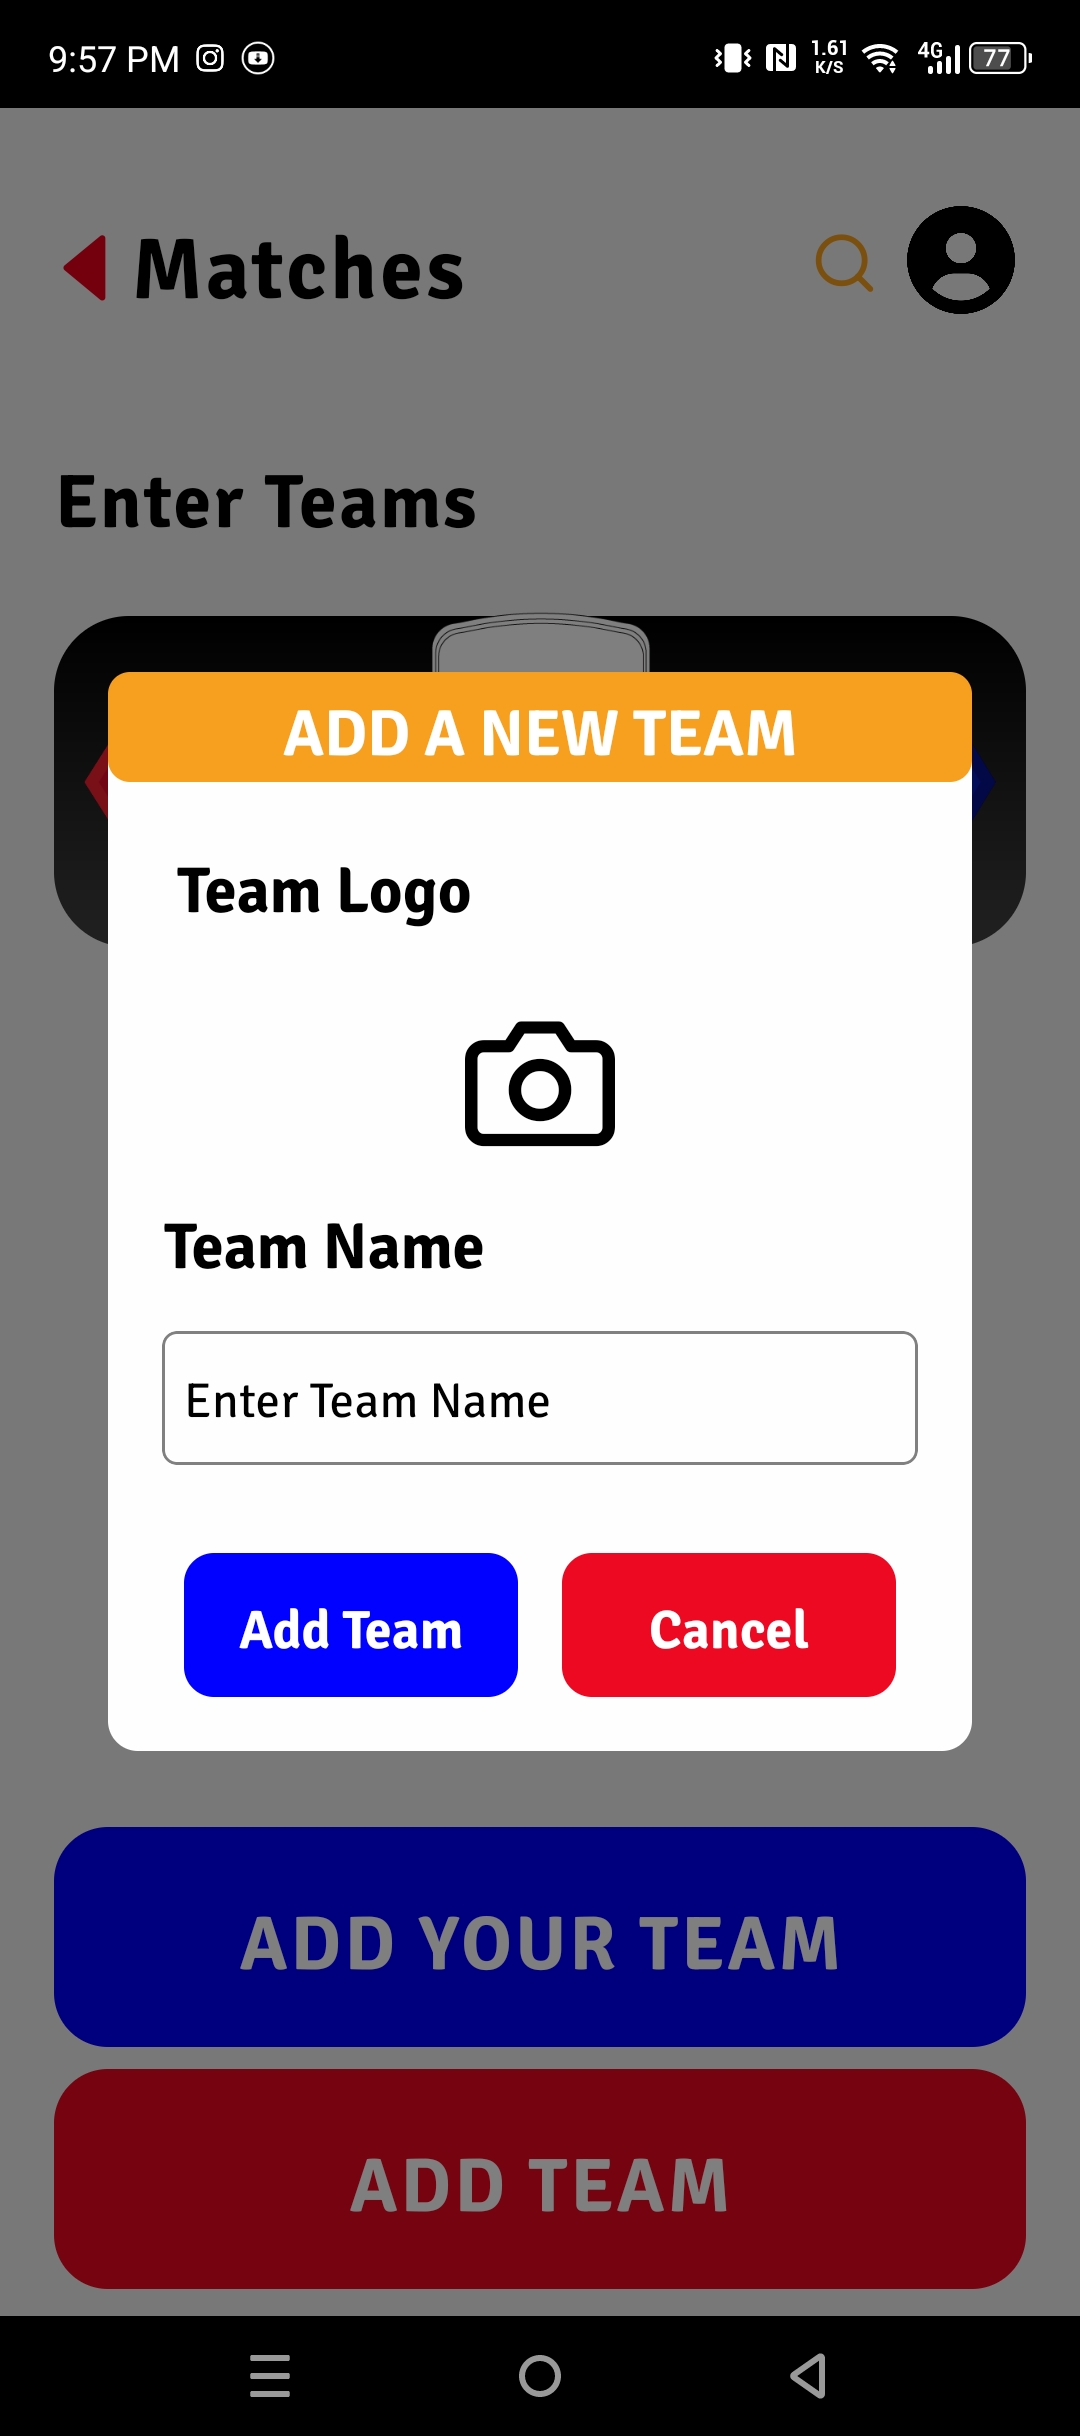 9:57 PM
1.61
K/S
4G
77
Matches
Enter Teams
ADD A NEW TEAM
Team Logo
Team Name
Enter Team Name
Add Team
Cancel
ADD YOUR TEAM
ADD TEAM